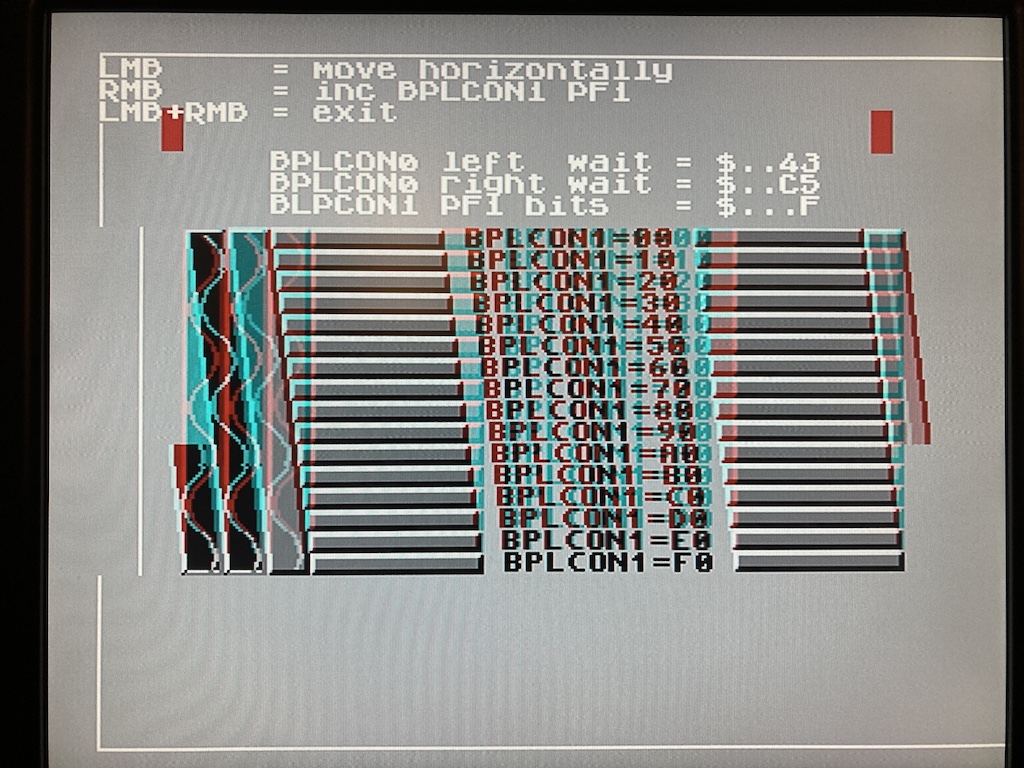 LMB = move horizontally
RMB = inc BPLCON1 PF1
LMB+RMB = exit
BPLCON0 left wait = $..43
BPLCON0 right wait = $..C5
BLPCON1 PF1 bits = $...F
BPLCON1=00
BPLCON1=10
BPLCON1=20
BPLCON1=30
BPLCON1=40
BPLCON1=50
BPLCON1=60
BPLCON1=70
BPLCON1=80
BPLCON1=90
BPLCON1=A0
BPLCON1=B0
BPLCON1=C0
BPLCON1=D0
BPLCON1=E0
BPLCON1=F0